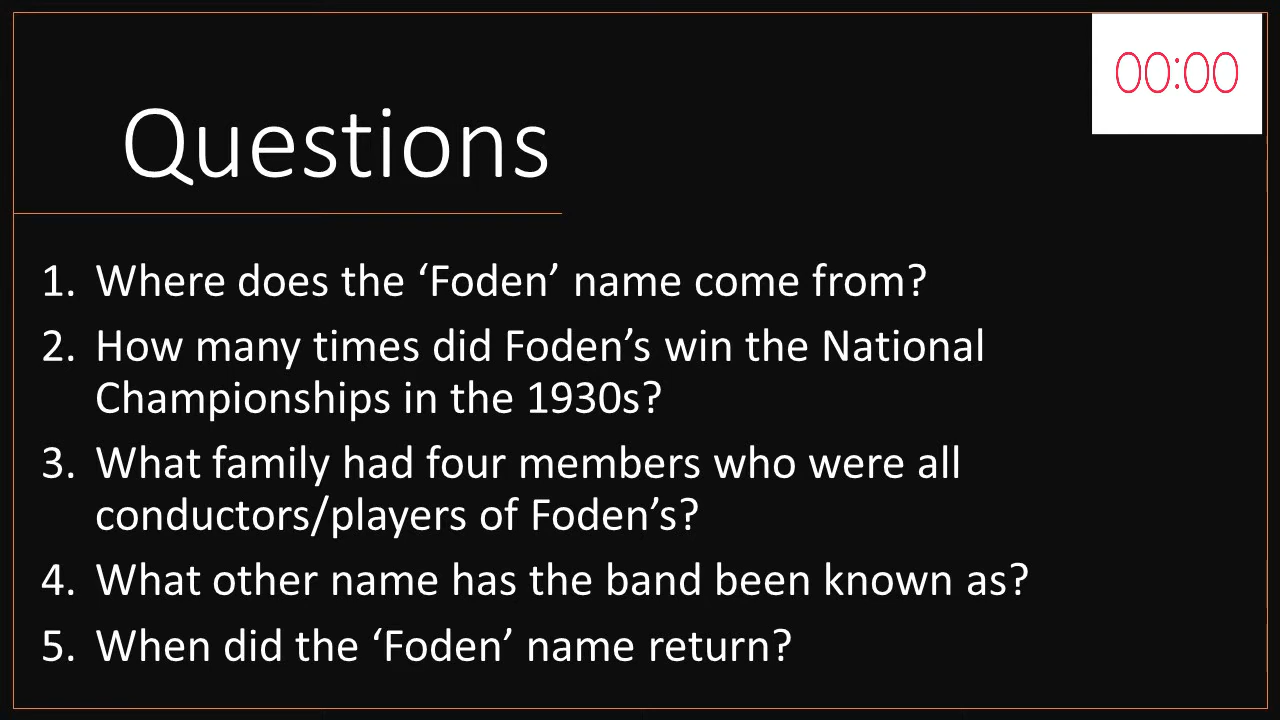 00:00
Questions
1. Where does the ‘Foden’ name come from?
2. How many times did Foden’s win the National
Championships in the 1930s?
3. What family had four members who were all
conductors/players of Foden’s?
4. What other name has the band been known as?
5. When did the ‘Foden’ name return?